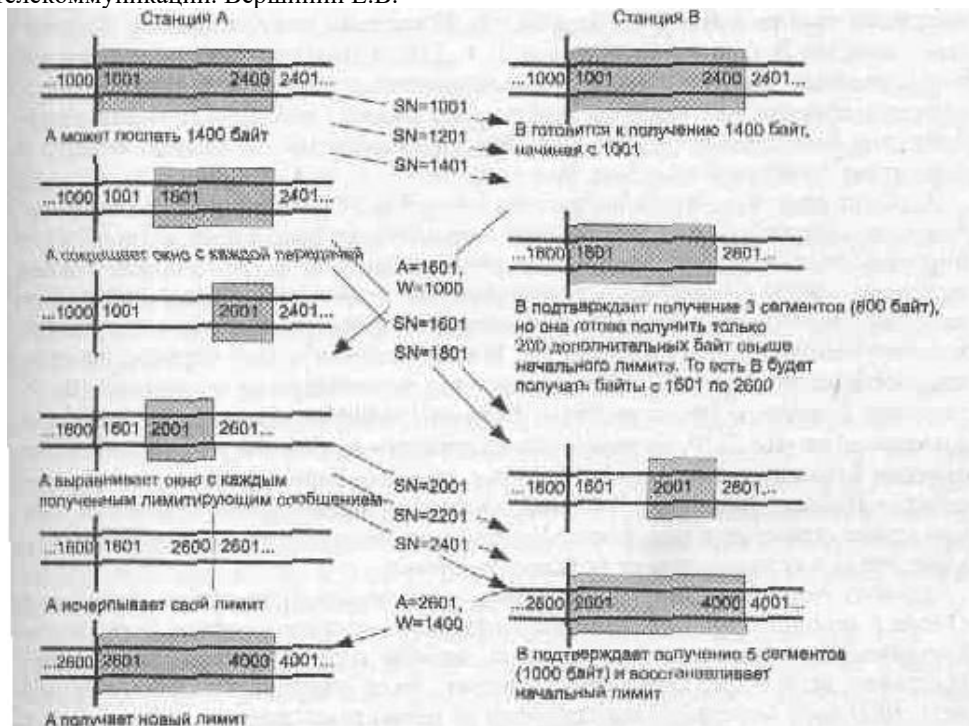 Вершинин Е.В.
Станция А
Станция В
...1000 1001 2400 2401...
А может послать 1400 байт
SN=1001
SN=1201
SN=1401
...1000 1001 2400 2401...
В готовится к получению 1400 байт,
начиная с 1001
...1000 1001 1601 2401...
А сокращает окно с каждой передачей
...1000 1001 2001 2401...
A=1601,
W=1000
SN=1601
SN=1801
...1600 1601 2601...
В подтверждает получение 3 сегментов (600 байт),
но она готова получить только
200 дополнительных байт свыше
начального лимита. То есть В будет
получать байты с 1601 по 2600
...1600 1601 2001 2601...
А выравнивает окно с каждым
полученным лимитирующим сообщением
...1600 1601 2600 2601...
А исчерпывает свой лимит
SN=2001
SN=2201
SN=2401
...1600 1601 2001 2601...
A=2601,
W=1400
...2600 2601 4000 4001...
А получает новый лимит
...2600 2001 4000 4001...
В подтверждает получение 5 сегментов
(1000 байт) и восстанавливает
начальный лимит